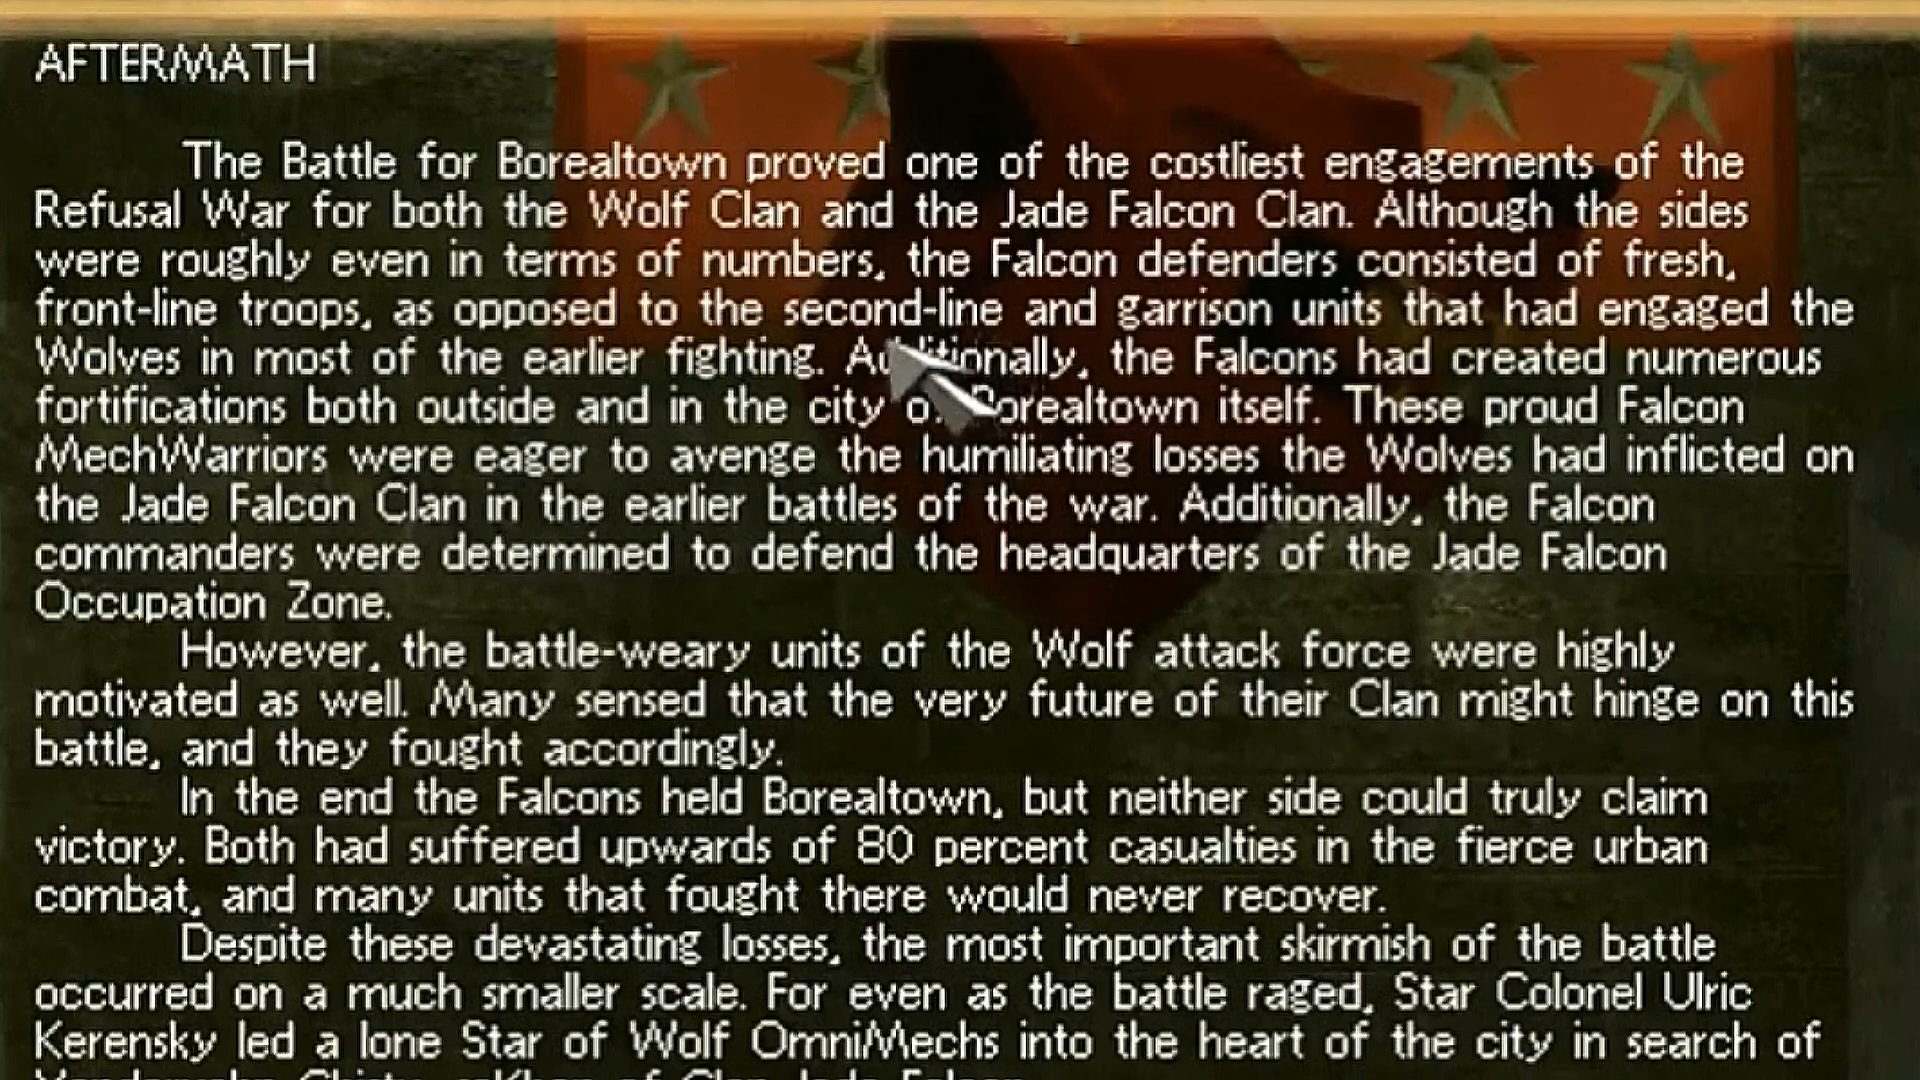 AFTERMATH
The Battle for Borealtown proved one of the costliest engagements of the
Refusal War for both the Wolf Clan and the Jade Falcon Clan. Although the sides
were roughly even in terms of numbers, the Falcon defenders consisted of fresh,
front-line troops, as opposed to the second-line and garrison units that had engaged the
Wolves in most of the earlier fighting. Additionally, the Falcons had created numerous
fortifications both outside and in the city of Borealtown itself. These proud Falcon
MechWarriors were eager to avenge the humiliating losses the Wolves had inflicted on
the Jade Falcon Clan in the earlier battles of the war. Additionally, the Falcon
commanders were determined to defend the headquarters of the Jade Falcon
Occupation Zone.
However, the battle-weary units of the Wolf attack force were highly
motivated as well. Many sensed that the very future of their Clan might hinge on this
battle, and they fought accordingly.
In the end the Falcons held Borealtown, but neither side could truly claim
victory. Both had suffered upwards of 80 percent casualties in the fierce urban
combat, and many units that fought there would never recover.
Despite these devastating losses, the most important skirmish of the battle
occurred on a much smaller scale. For even as the battle raged, Star Colonel Ulric
Kerensky led a lone Star of Wolf OmniMechs into the heart of the city in search of